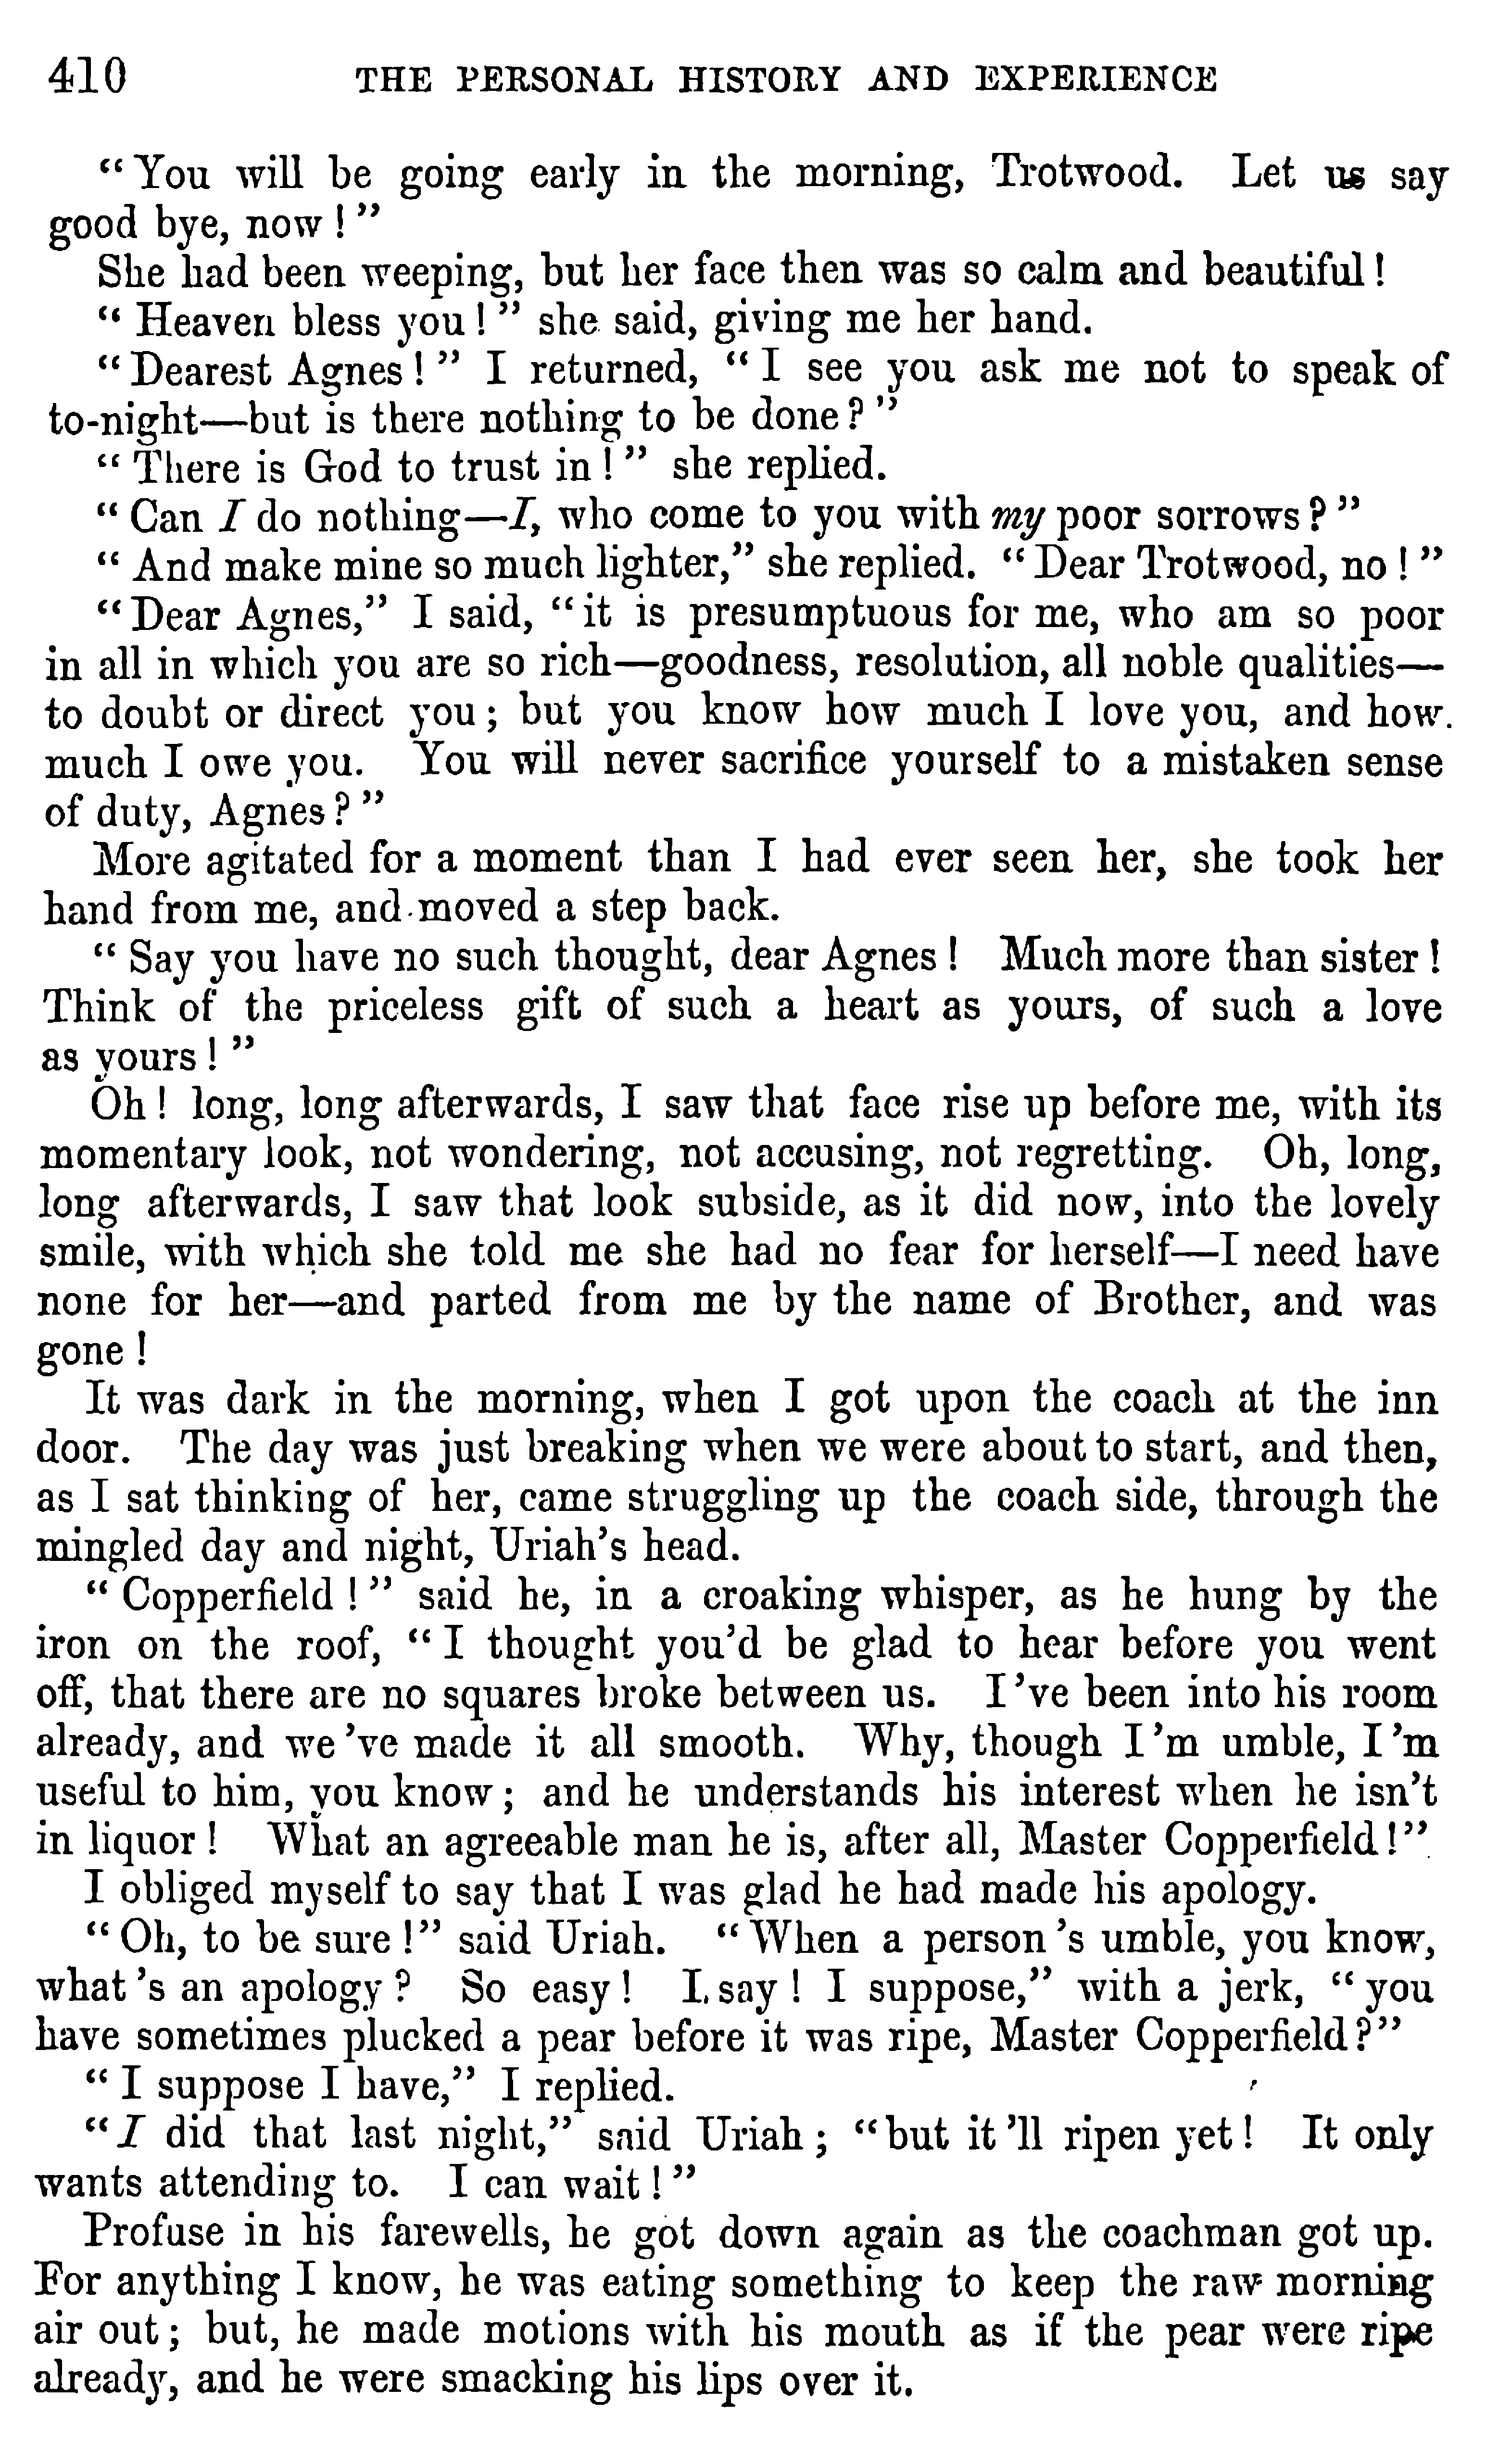 410 THE PERSONAL HISTORY AND EXPERIENCE
"You will be going early in the morning, Trotwood. Let us say
good bye, now!"
She had been weeping, but her face then was so calm and beautiful!
"Heaven bless you!" she said, giving me her hand.
"Dearest Agnes!" I returned, "I see you ask me not to speak of
to-night—but is there nothing to be done?"
"There is God to trust in!" she replied.
"Can I do nothing—I, who come to you with my poor sorrows?"
"And make mine so much lighter," she replied. "Dear Trotwood, no!"
"Dear Agnes," I said, "it is presumptuous for me, who am so poor
in all in which you are so rich—goodness, resolution, all noble qualities—
to doubt or direct you; but you know how much I love you, and how
much I owe you. You will never sacrifice yourself to a mistaken sense
of duty, Agnes?"
More agitated for a moment than I had ever seen her, she took her
hand from me, and moved a step back.
"Say you have no such thought, dear Agnes! Much more than sister!
Think of the priceless gift of such a heart as yours, of such a love
as yours!"
Oh! long, long afterwards, I saw that face rise up before me, with its
momentary look, not wondering, not accusing, not regretting. Oh, long,
long afterwards, I saw that look subside, as it did now, into the lovely
smile, with which she told me she had no fear for herself—I need have
none for her—and parted from me by the name of Brother, and was
gone!
It was dark in the morning, when I got upon the coach at the inn
door. The day was just breaking when we were about to start, and then,
as I sat thinking of her, came struggling up the coach side, through the
mingled day and night, Uriah's head.
"Copperfield!" said he, in a croaking whisper, as he hung by the
iron on the roof, "I thought you'd be glad to hear before you went
off, that there are no squares broke between us. I've been into his room
already, and we've made it all smooth. Why, though I'm umble, I'm
useful to him, you know; and he understands his interest when he isn't
in liquor! What an agreeable man he is, after all, Master Copperfield!"
I obliged myself to say that I was glad he had made his apology.
"Oh, to be sure!" said Uriah. "When a person's umble, you know,
what's an apology? So easy! I say! I suppose," with a jerk, "you
have sometimes plucked a pear before it was ripe, Master Copperfield?"
"I suppose I have," I replied.
"I did that last night," said Uriah; "but it'll ripen yet! It only
wants attending to. I can wait!"
Profuse in his farewells, he got down again as the coachman got up.
For anything I know, he was eating something to keep the raw morning
air out; but, he made motions with his mouth as if the pear were ripe
already, and he were smacking his lips over it.